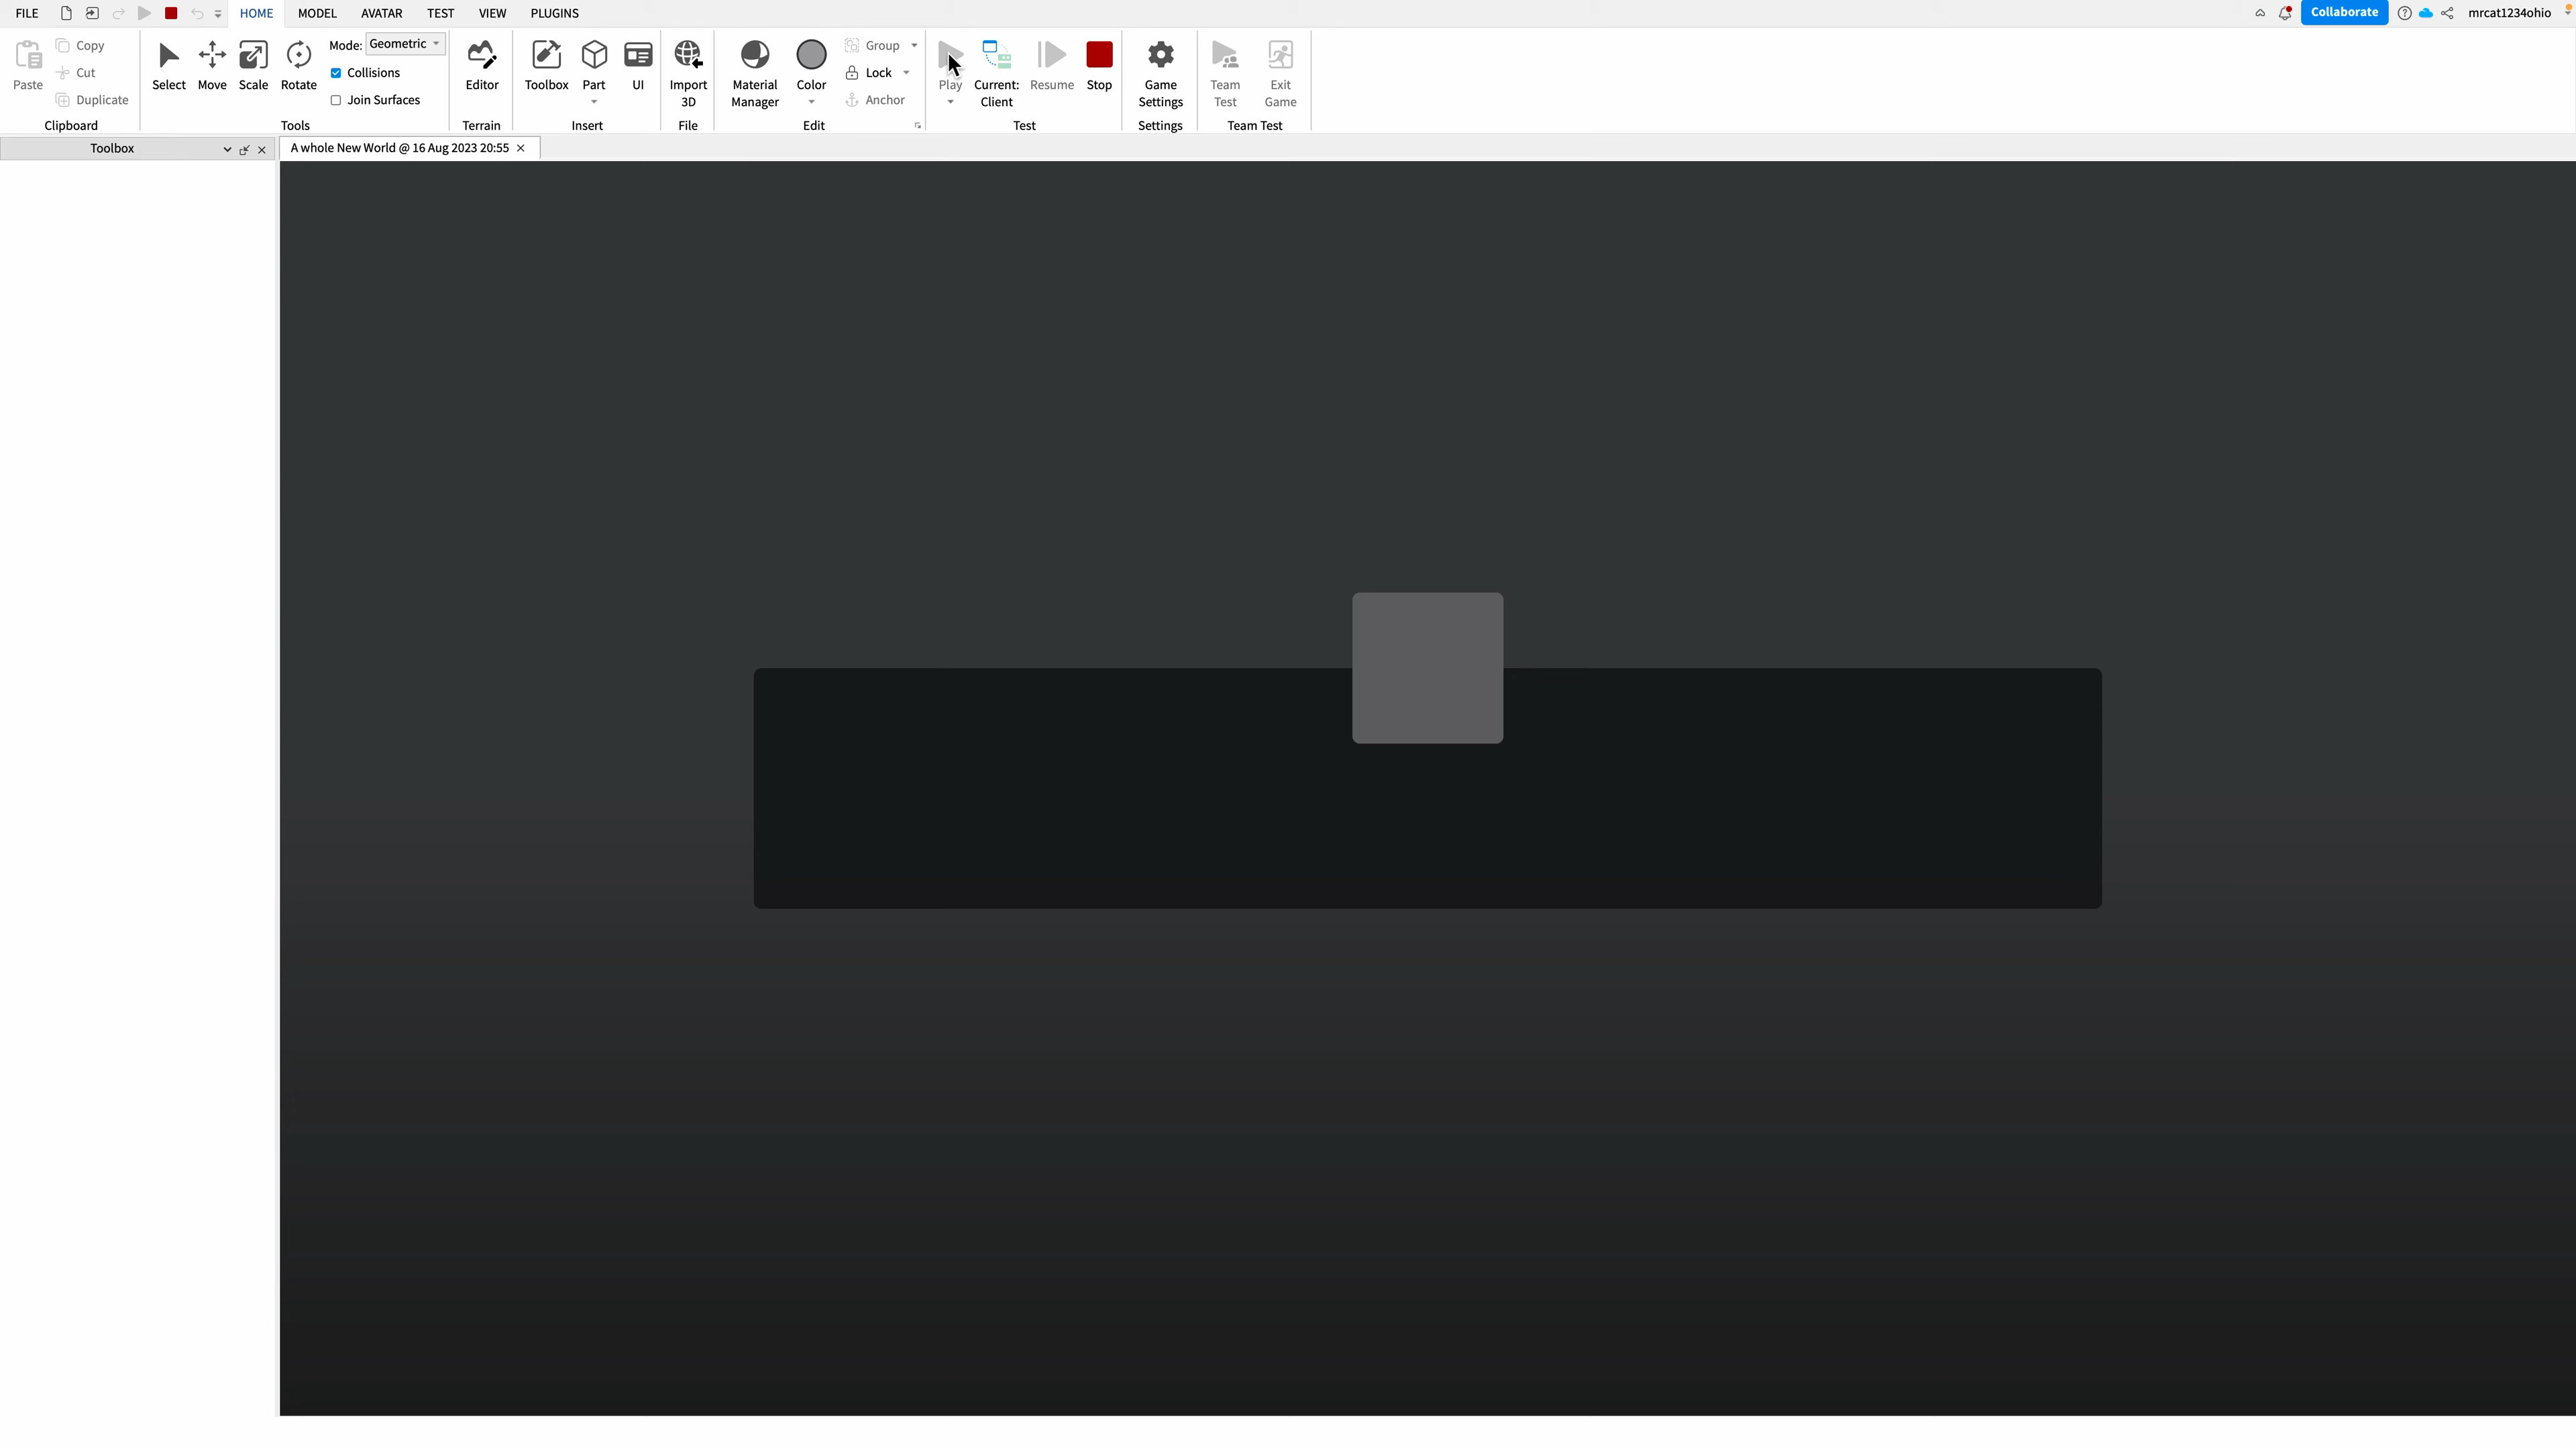 FILE HOME MODEL AVATAR TEST VIEW PLUGINS Collaborate mrcat1234ohio
Paste
Copy
Cut
Duplicate
Clipboard
Select Move Scale Rotate
Mode: Geometric
Collisions
Join Surfaces
Tools
Editor
Terrain
Toolbox Part UI
Insert
Import
3D
File
Material
Manager
Color
Group
Lock
Anchor
Edit
Play
Current:
Client
Resume
Stop
Test
Game
Settings
Settings
Team
Test
Exit
Game
Team Test
Toolbox
A whole New World @ 16 Aug 2023 20:55